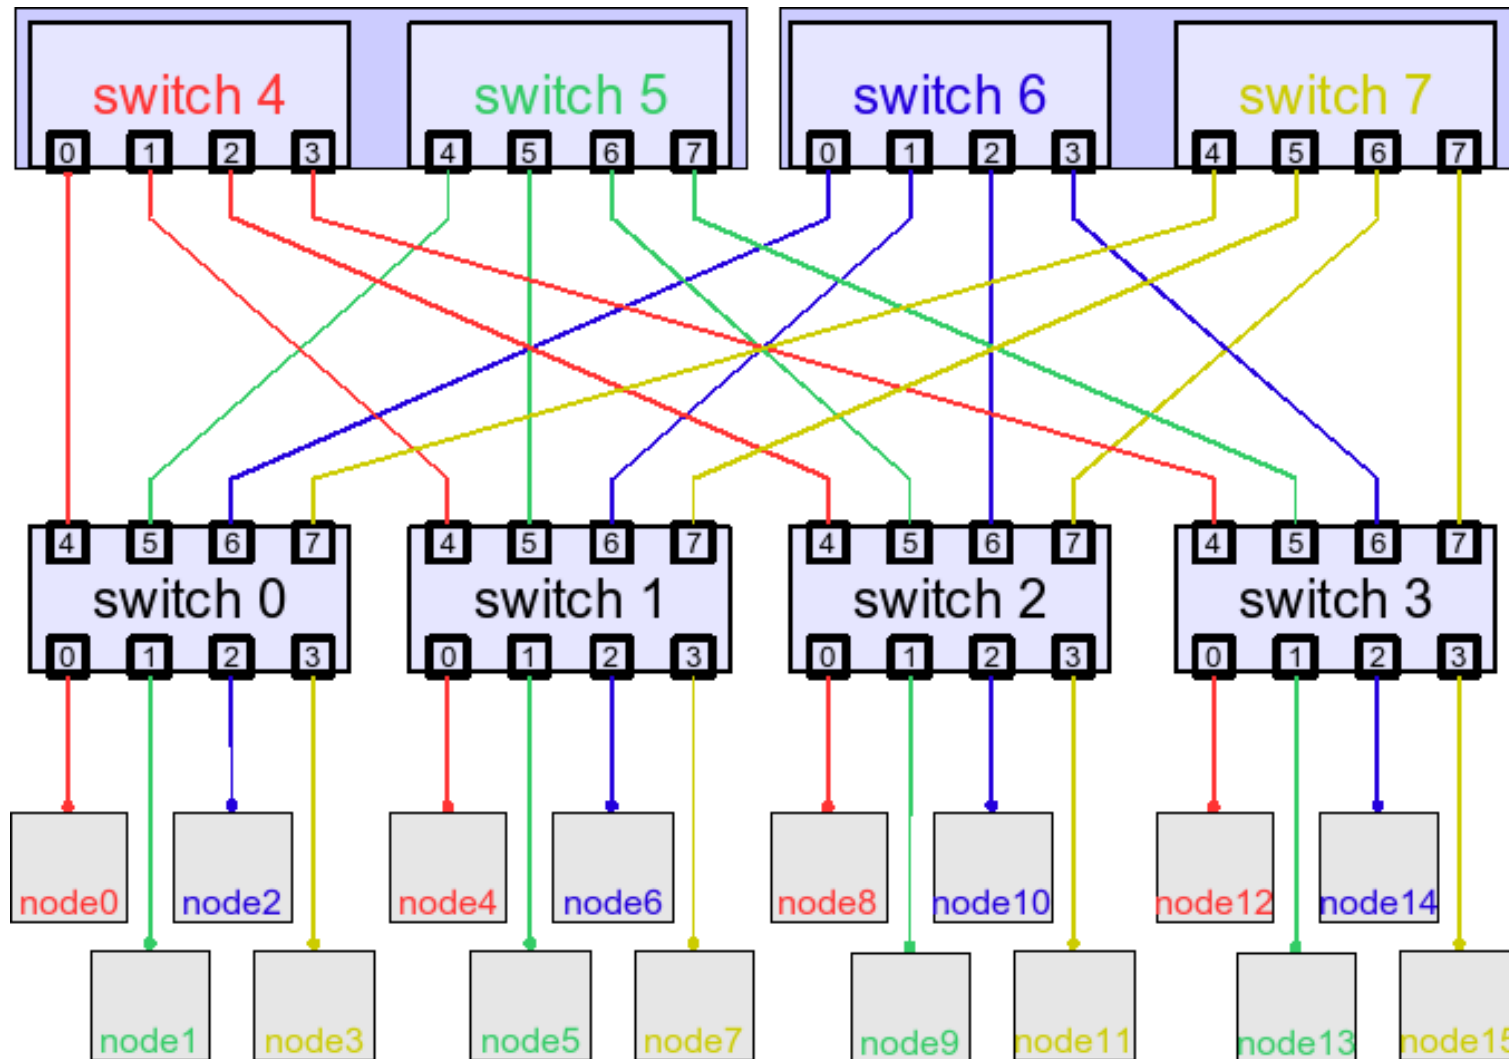 switch 4 switch 5 switch 6 switch 7
0 1 2 3 4 5 6 7 0 1 2 3 4 5 6 7
4 5 6 7 4 5 6 7 4 5 6 7 4 5 6 7
switch 0 switch 1 switch 2 switch 3
0 1 2 3 0 1 2 3 0 1 2 3 0 1 2 3
node0 node2 node4 node6 node8 node10 node12 node14
node1 node3 node5 node7 node9 node11 node13 node15